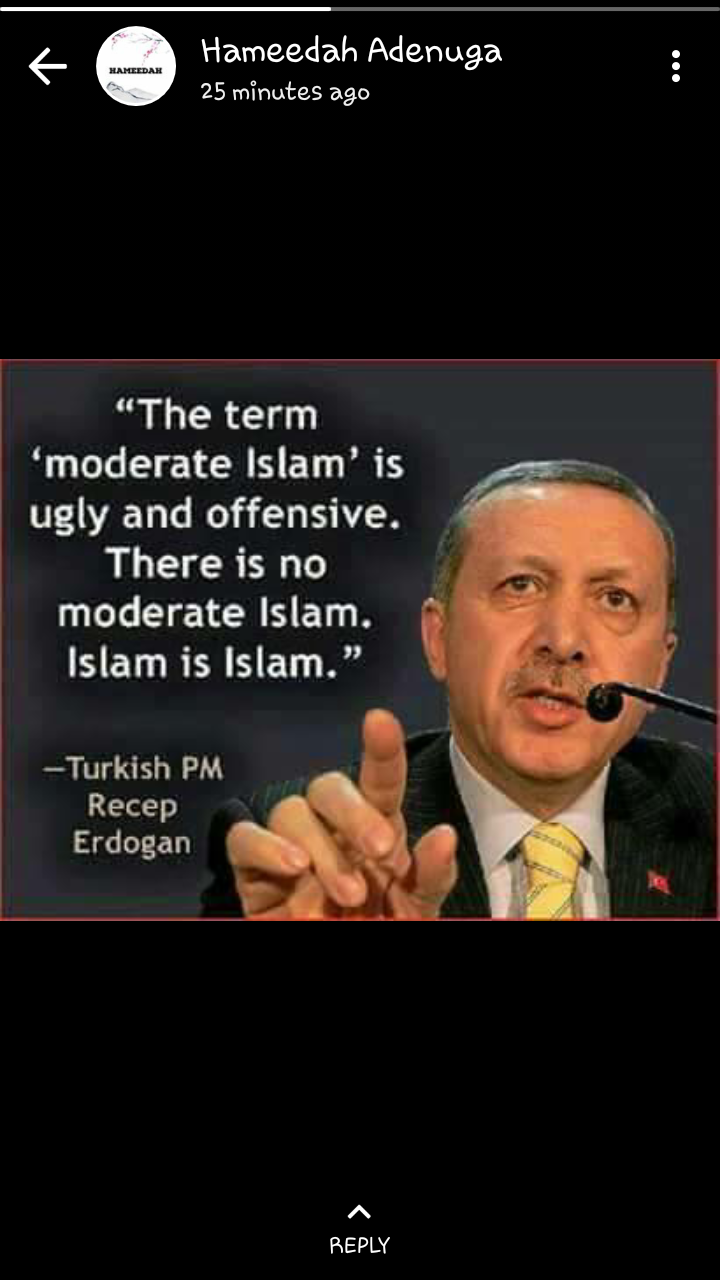 Hameedah Adenuga
25 minutes ago
HAMEEDAH
“The term
‘moderate Islam’ is
ugly and offensive.
There is no
moderate Islam.
Islam is Islam.”
—Turkish PM
Recep
Erdogan
REPLY